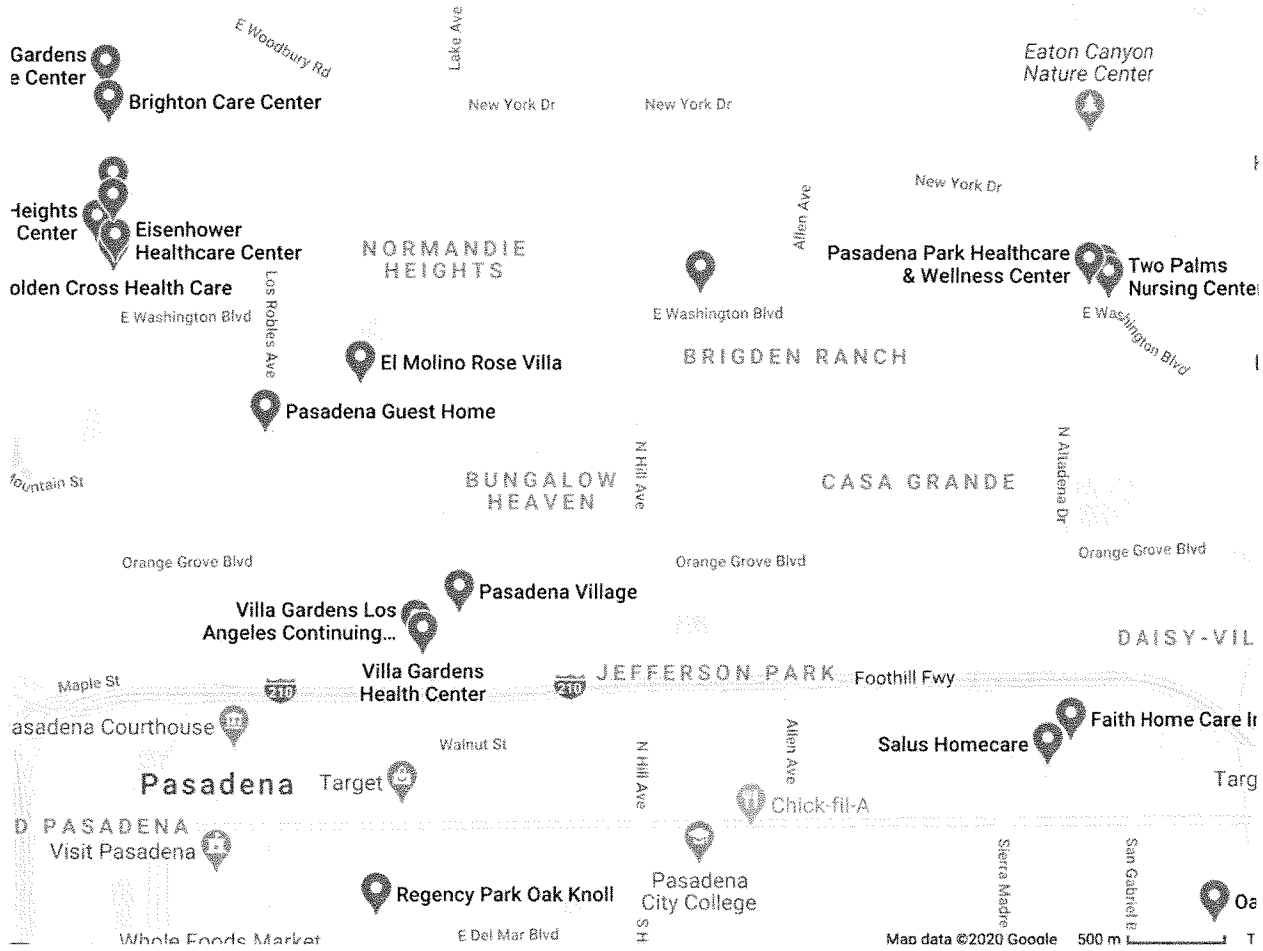 E Woodbury Rd
Lake Ave
Gardens
e Center
Brighton Care Center
New York Dr
New York Dr
Eaton Canyon
Nature Center
New York Dr
Allen Ave
Heights
Center
Eisenhower
Healthcare Center
olden Cross Health Care
NORMANDIE
HEIGHTS
Pasadena Park Healthcare
& Wellness Center
Two Palms
Nursing Cente
E Washington Blvd
E Washington Blvd
E Washington Blvd
Los Robles Ave
El Molino Rose Villa
BRIGDEN RANCH
Pasadena Guest Home
Mountain St
BUNGALOW
HEAVEN
N Hill Ave
CASA GRANDE
N Altadena Dr
Orange Grove Blvd
Orange Grove Blvd
Orange Grove Blvd
Pasadena Village
Villa Gardens Los
Angeles Continuing...
Villa Gardens
Health Center
DAISY-VIL
JEFFERSON PARK
Foothill Fwy
Maple St
210
210
asadena Courthouse
Walnut St
N Hill Ave
Allen Ave
Faith Home Care In
Salus Homecare
Pasadena
Target
Targ
Chick-fil-A
D PASADENA
Visit Pasadena
Pasadena
City College
Sierra Madre
San Gabriel B
Regency Park Oak Knoll
Oa
S H
Whole Foods Market
E Del Mar Blvd
Map data ©2020 Google
500 m
T